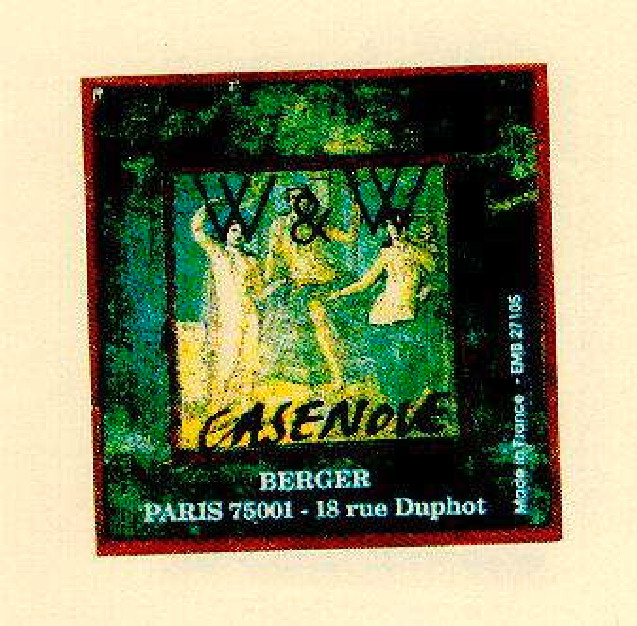 W & W
CASENOVE
BERGER
PARIS 75001 - 18 rue Duphot
Made in France - EMB 27105